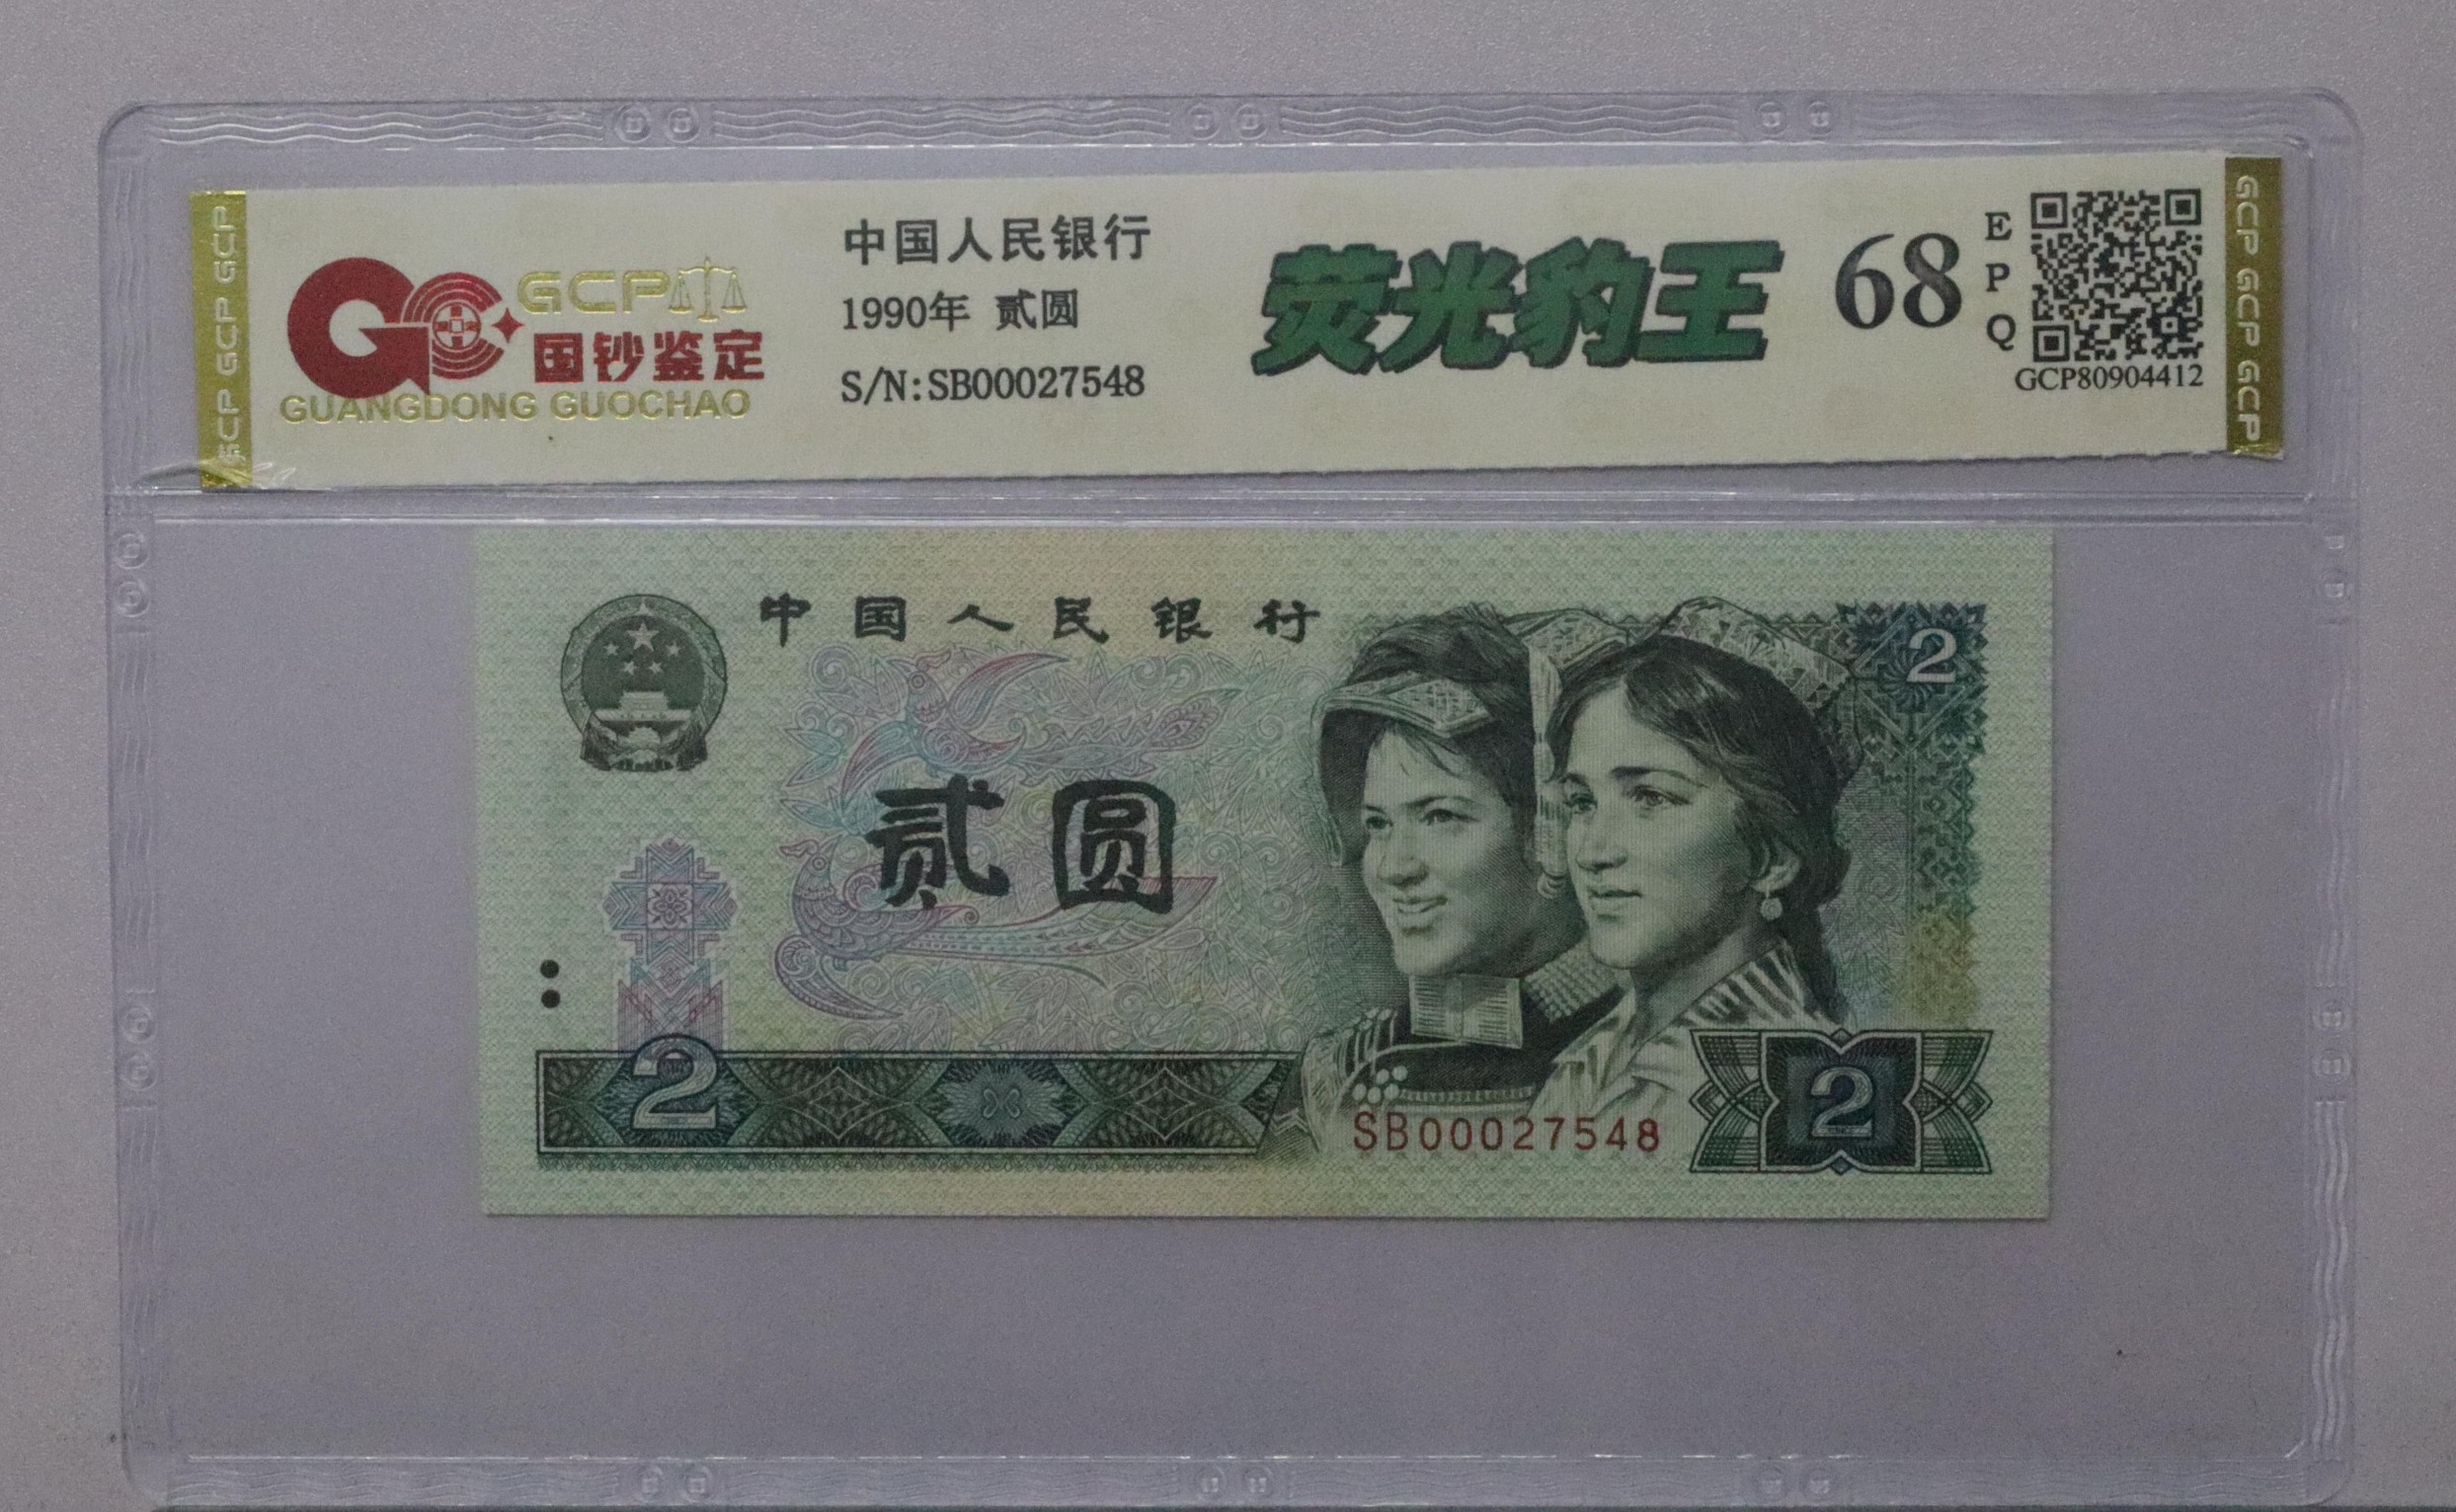 GCP GCP GCP
GCP
国钞鉴定
GUANGDONG GUOCHAO
中国人民银行
1990年 贰圆
S/N:SB00027548
荧光豹王
68
E
P
Q
GCP80904412
GCP GCP GCP
中国人民银行
2
贰圆
2
SB00027548
2